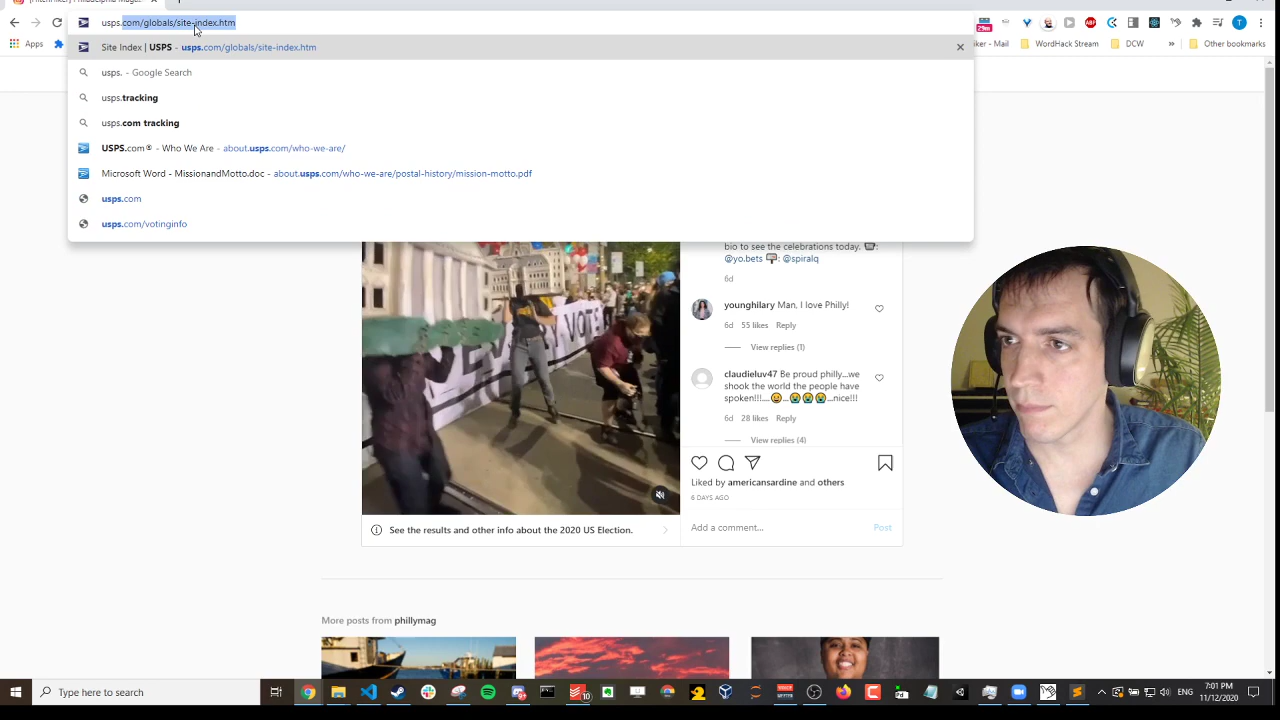 usps.com/globals/site-index.htm
Site Index | USPS - usps.com/globals/site-index.htm
usps. - Google Search
usps.tracking
usps.com tracking
USPS.com® - Who We Are - about.usps.com/who-we-are/
Microsoft Word - MissionandMotto.doc - about.usps.com/who-we-are/postal-history/mission-motto.pdf
usps.com
usps.com/votinginfo
29m
ABP
Apps
ker - Mail
WordHack Stream
DCW
»
Other bookmarks
VOTE
bio to see the celebrations today. :
@yo.bets : @spiralq
6d
younghilary Man, I love Philly!
6d 55 likes Reply
View replies (1)
claudieluv47 Be proud philly...we
shook the world the people have
spoken!!!....😀...😭😭😭...nice!!!
6d 28 likes Reply
View replies (4)
Liked by americansardine and others
6 DAYS AGO
Add a comment... Post
See the results and other info about the 2020 US Election.
More posts from phillymag
Type here to search
10
ENG
7:01 PM
11/12/2020